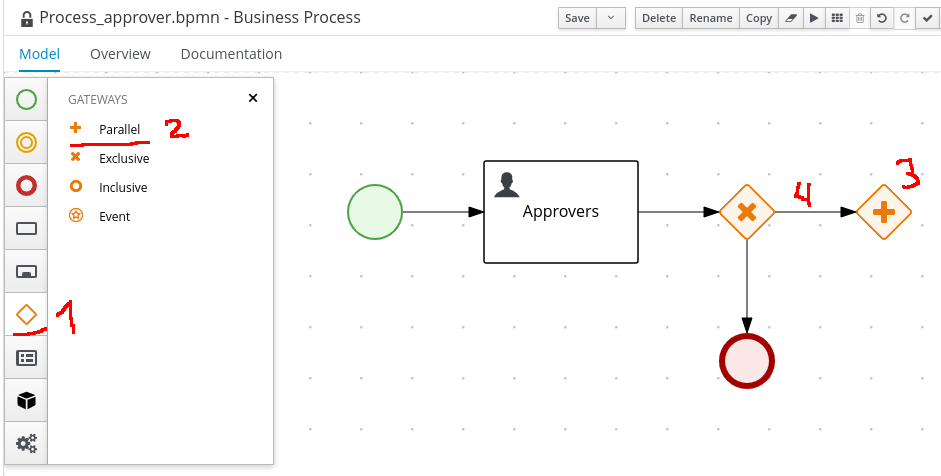 Process_approver.bpmn - Business Process
Save Delete Rename Copy
Model Overview Documentation
GATEWAYS
Parallel 2
Exclusive
Inclusive
Event
1
Approvers
4
3